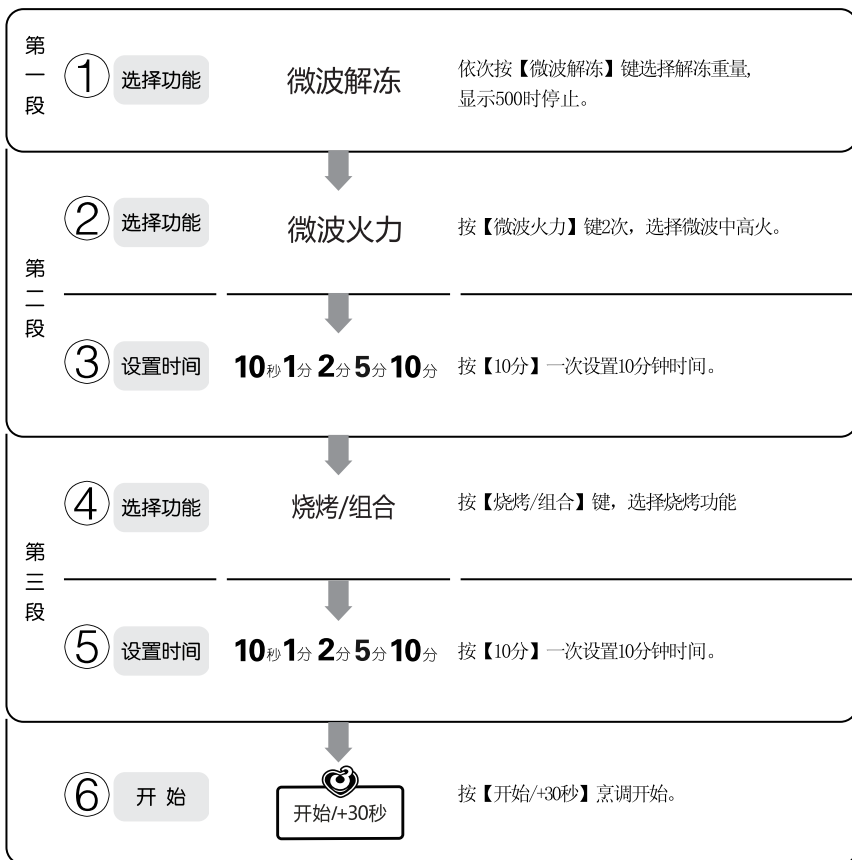 第一段
① 选择功能
微波解冻
依次按【微波解冻】键选择解冻重量,
显示500时停止。
第二段
② 选择功能
微波火力
按【微波火力】键2次，选择微波中高火。
③ 设置时间
10秒1分2分5分10分
按【10分】一次设置10分钟时间。
第三段
④ 选择功能
烧烤/组合
按【烧烤/组合】键，选择烧烤功能
⑤ 设置时间
10秒1分2分5分10分
按【10分】一次设置10分钟时间。
⑥ 开 始
开始/+30秒
按【开始/+30秒】烹调开始。